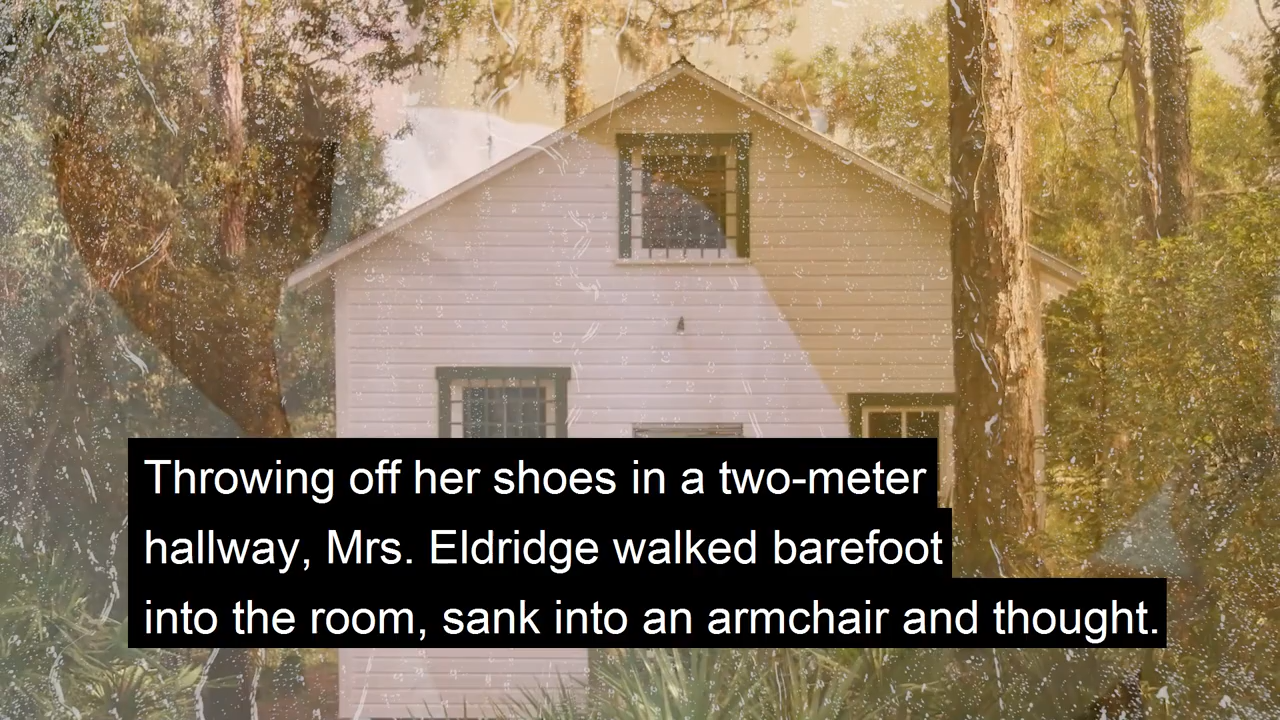 Throwing off her shoes in a two-meter
hallway, Mrs. Eldridge walked barefoot
into the room, sank into an armchair and thought.